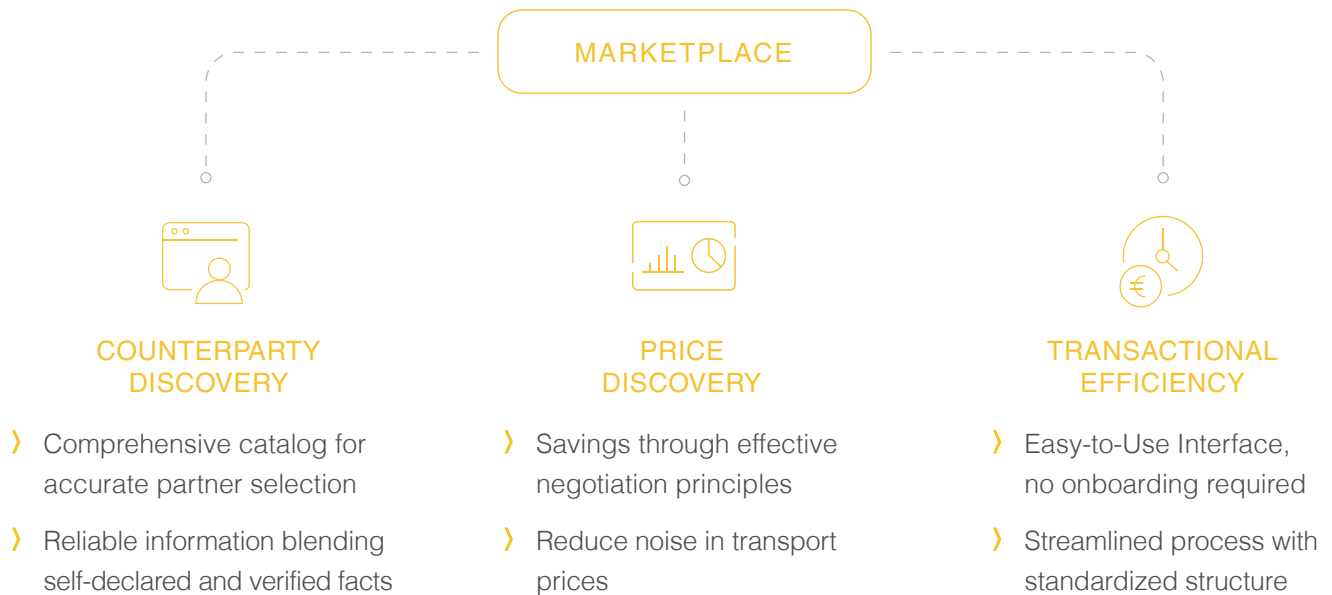 MARKETPLACE
COUNTERPARTY
DISCOVERY
❭ Comprehensive catalog for
accurate partner selection
❭ Reliable information blending
self-declared and verified facts
PRICE
DISCOVERY
❭ Savings through effective
negotiation principles
❭ Reduce noise in transport
prices
€
TRANSACTIONAL
EFFICIENCY
❭ Easy-to-Use Interface,
no onboarding required
❭ Streamlined process with
standardized structure